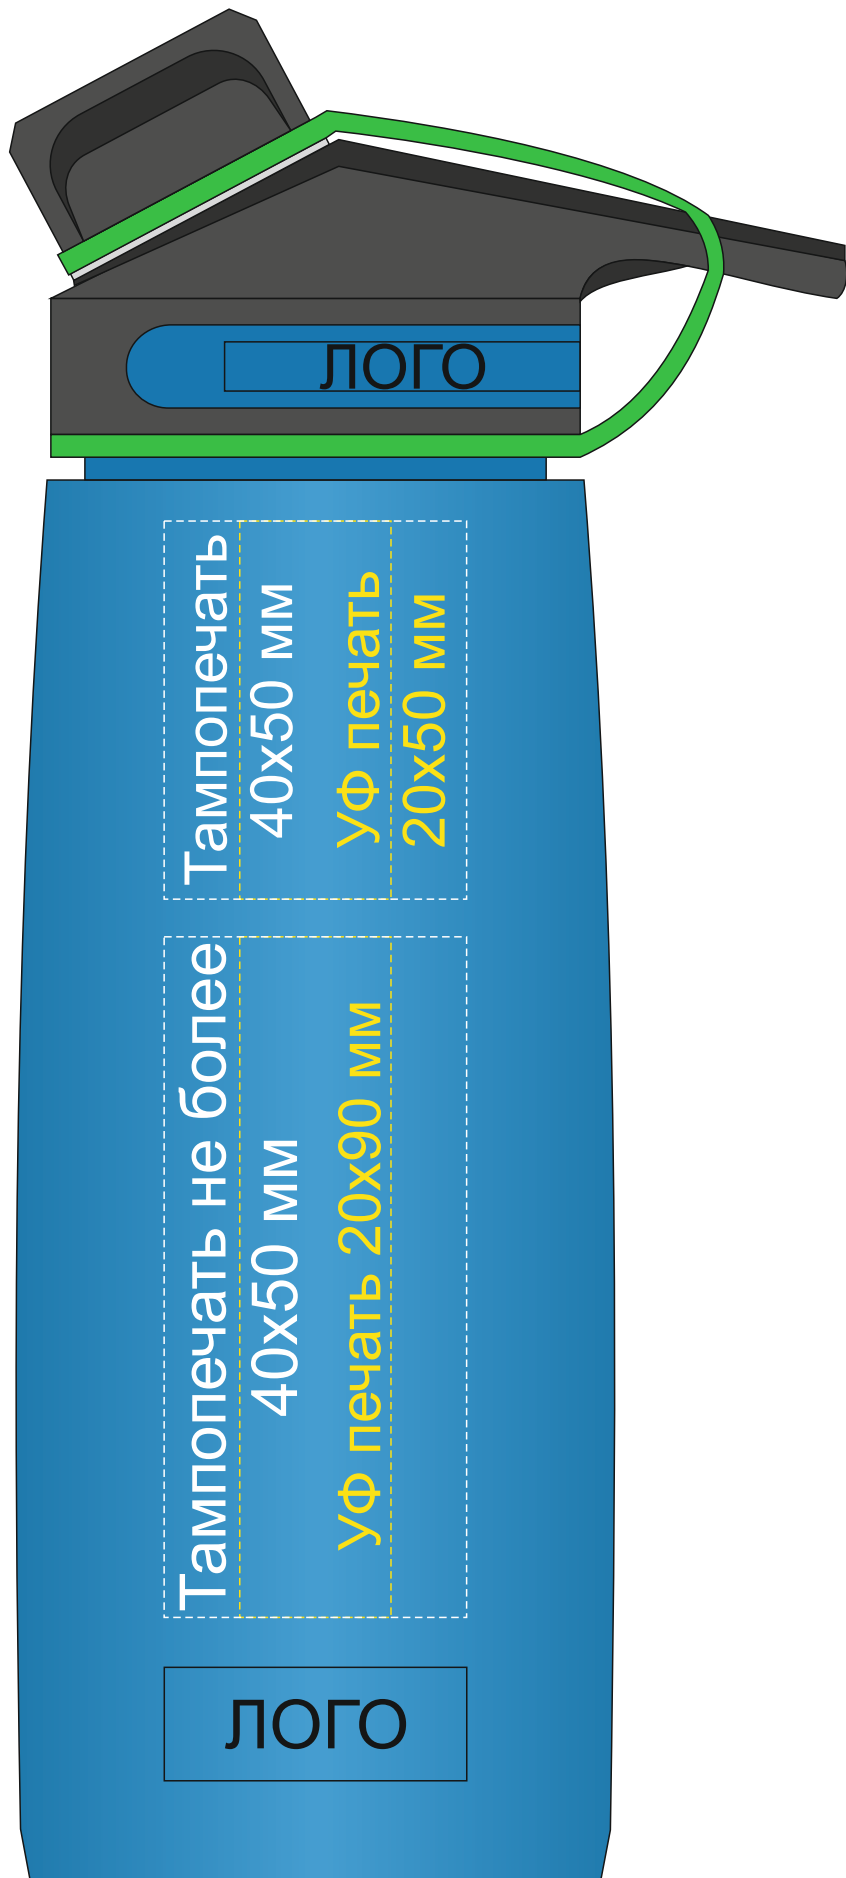 ЛОГО
Тампопечать
40х50 мм
УФ печать
20х50 мм
Тампопечать не более
40х50 мм
УФ печать 20х90 мм
ЛОГО